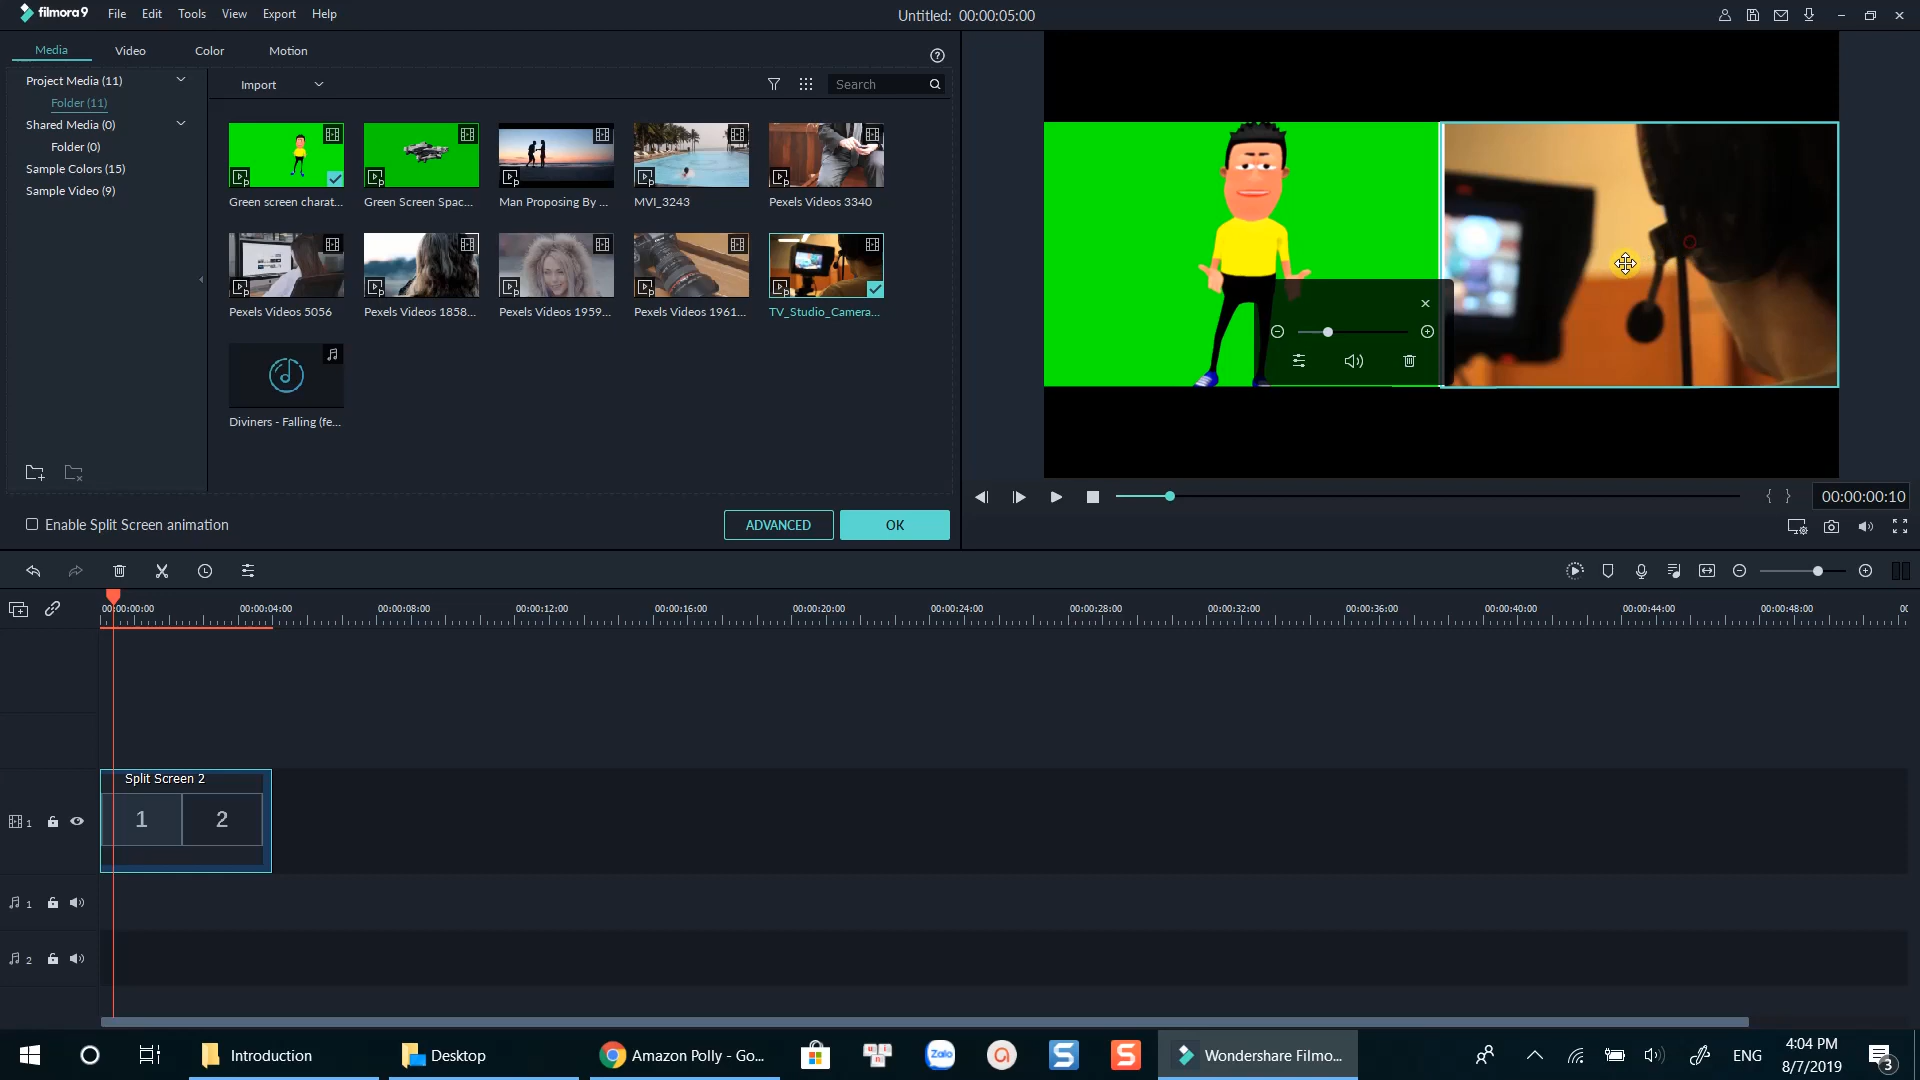 filmora9 File Edit Tools View Export Help Untitled: 00:00:05:00
Media Video Color Motion
Project Media (11)
Folder (11)
Shared Media (0)
Folder (0)
Sample Colors (15)
Sample Video (9)
Import Search
Green screen charat... Green Screen Spac... Man Proposing By ... MVI_3243 Pexels Videos 3340
Pexels Videos 5056 Pexels Videos 1858... Pexels Videos 1959... Pexels Videos 1961... TV_Studio_Camera...
Diviners - Falling (fe...
00:00:00:10
Enable Split Screen animation ADVANCED OK
00:00:00:00 00:00:04:00 00:00:08:00 00:00:12:00 00:00:16:00 00:00:20:00 00:00:24:00 00:00:28:00 00:00:32:00 00:00:36:00 00:00:40:00 00:00:44:00 00:00:48:00
Split Screen 2
1 2
1
1
2
Introduction Desktop Amazon Polly - Go... Zalo Wondershare Filmo... ENG
4:04 PM
8/7/2019
3